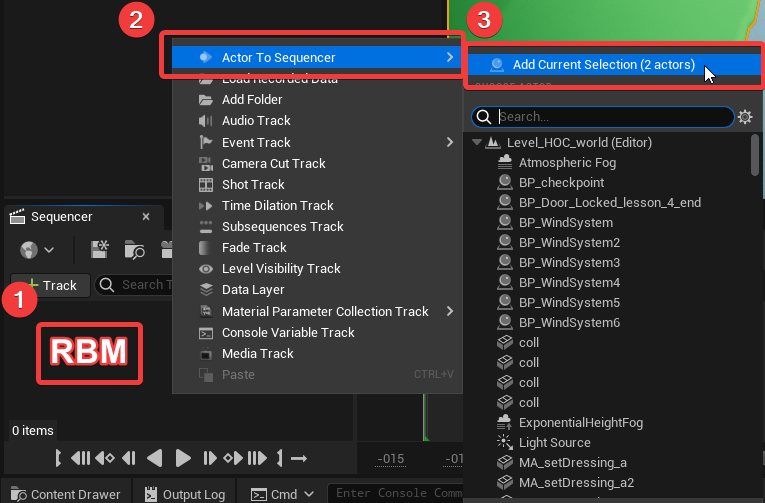 2
3
Actor To Sequencer
Load Recorded Data
Add Folder
Audio Track
Event Track
Camera Cut Track
Shot Track
Time Dilation Track
Subsequences Track
Fade Track
Level Visibility Track
Data Layer
Material Parameter Collection Track
Console Variable Track
Media Track
Paste CTRL+V
Add Current Selection (2 actors)
CHOOSE ACTOR
Search...
Level_HOC_world (Editor)
Atmospheric Fog
BP_checkpoint
BP_Door_Locked_lesson_4_end
BP_WindSystem
BP_WindSystem2
BP_WindSystem3
BP_WindSystem4
BP_WindSystem5
BP_WindSystem6
coll
coll
coll
coll
ExponentialHeightFog
Light Source
MA_setDressing_a
MA_setDressing_a2
Sequencer
+ Track
Search T
1
RBM
0 items
-015
-01
Content Drawer
Output Log
Cmd
Enter Console Comm